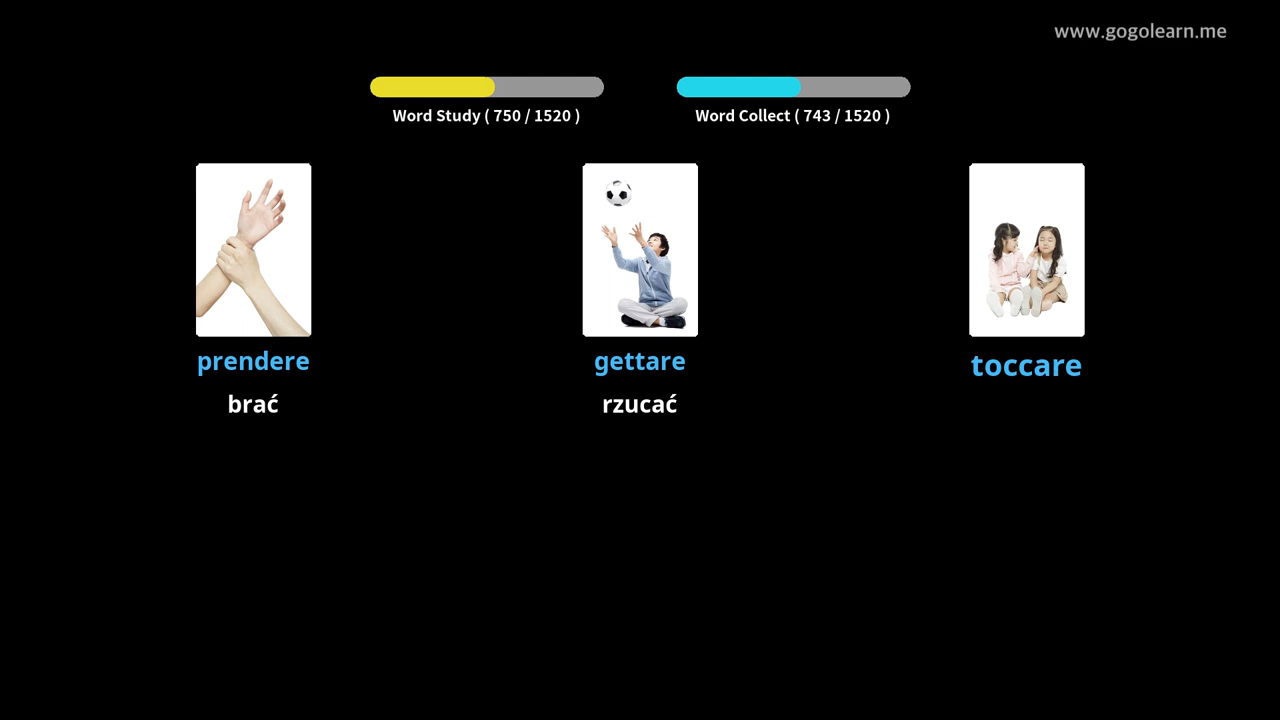 www.gogolearn.me
Word Study ( 750 / 1520 )
Word Collect ( 743 / 1520 )
prendere
gettare
toccare
brać
rzucać